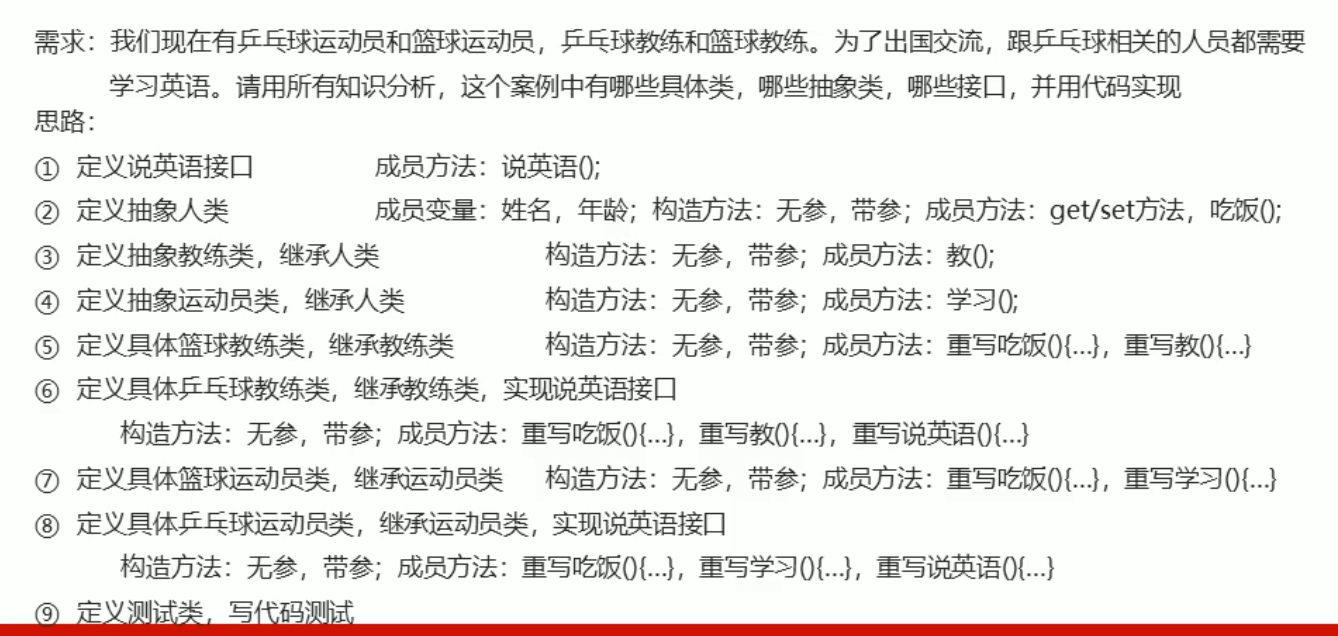 需求：我们现在有乒乓球运动员和篮球运动员，乒乓球教练和篮球教练。为了出国交流，跟乒乓球相关的人员都需要
学习英语。请用所有知识分析，这个案例中有哪些具体类，哪些抽象类，哪些接口，并用代码实现
思路：
① 定义说英语接口 成员方法：说英语();
② 定义抽象人类 成员变量：姓名，年龄；构造方法：无参，带参；成员方法：get/set方法，吃饭();
③ 定义抽象教练类，继承人类 构造方法：无参，带参；成员方法：教();
④ 定义抽象运动员类，继承人类 构造方法：无参，带参；成员方法：学习();
⑤ 定义具体篮球教练类，继承教练类 构造方法：无参，带参；成员方法：重写吃饭(){...}，重写教(){...}
⑥ 定义具体乒乓球教练类，继承教练类，实现说英语接口
构造方法：无参，带参；成员方法：重写吃饭(){...}，重写教(){...}，重写说英语(){...}
⑦ 定义具体篮球运动员类，继承运动员类 构造方法：无参，带参；成员方法：重写吃饭(){...}，重写学习(){...}
⑧ 定义具体乒乓球运动员类，继承运动员类，实现说英语接口
构造方法：无参，带参；成员方法：重写吃饭(){...}，重写学习(){...}，重写说英语(){...}
⑨ 定义测试类，写代码测试